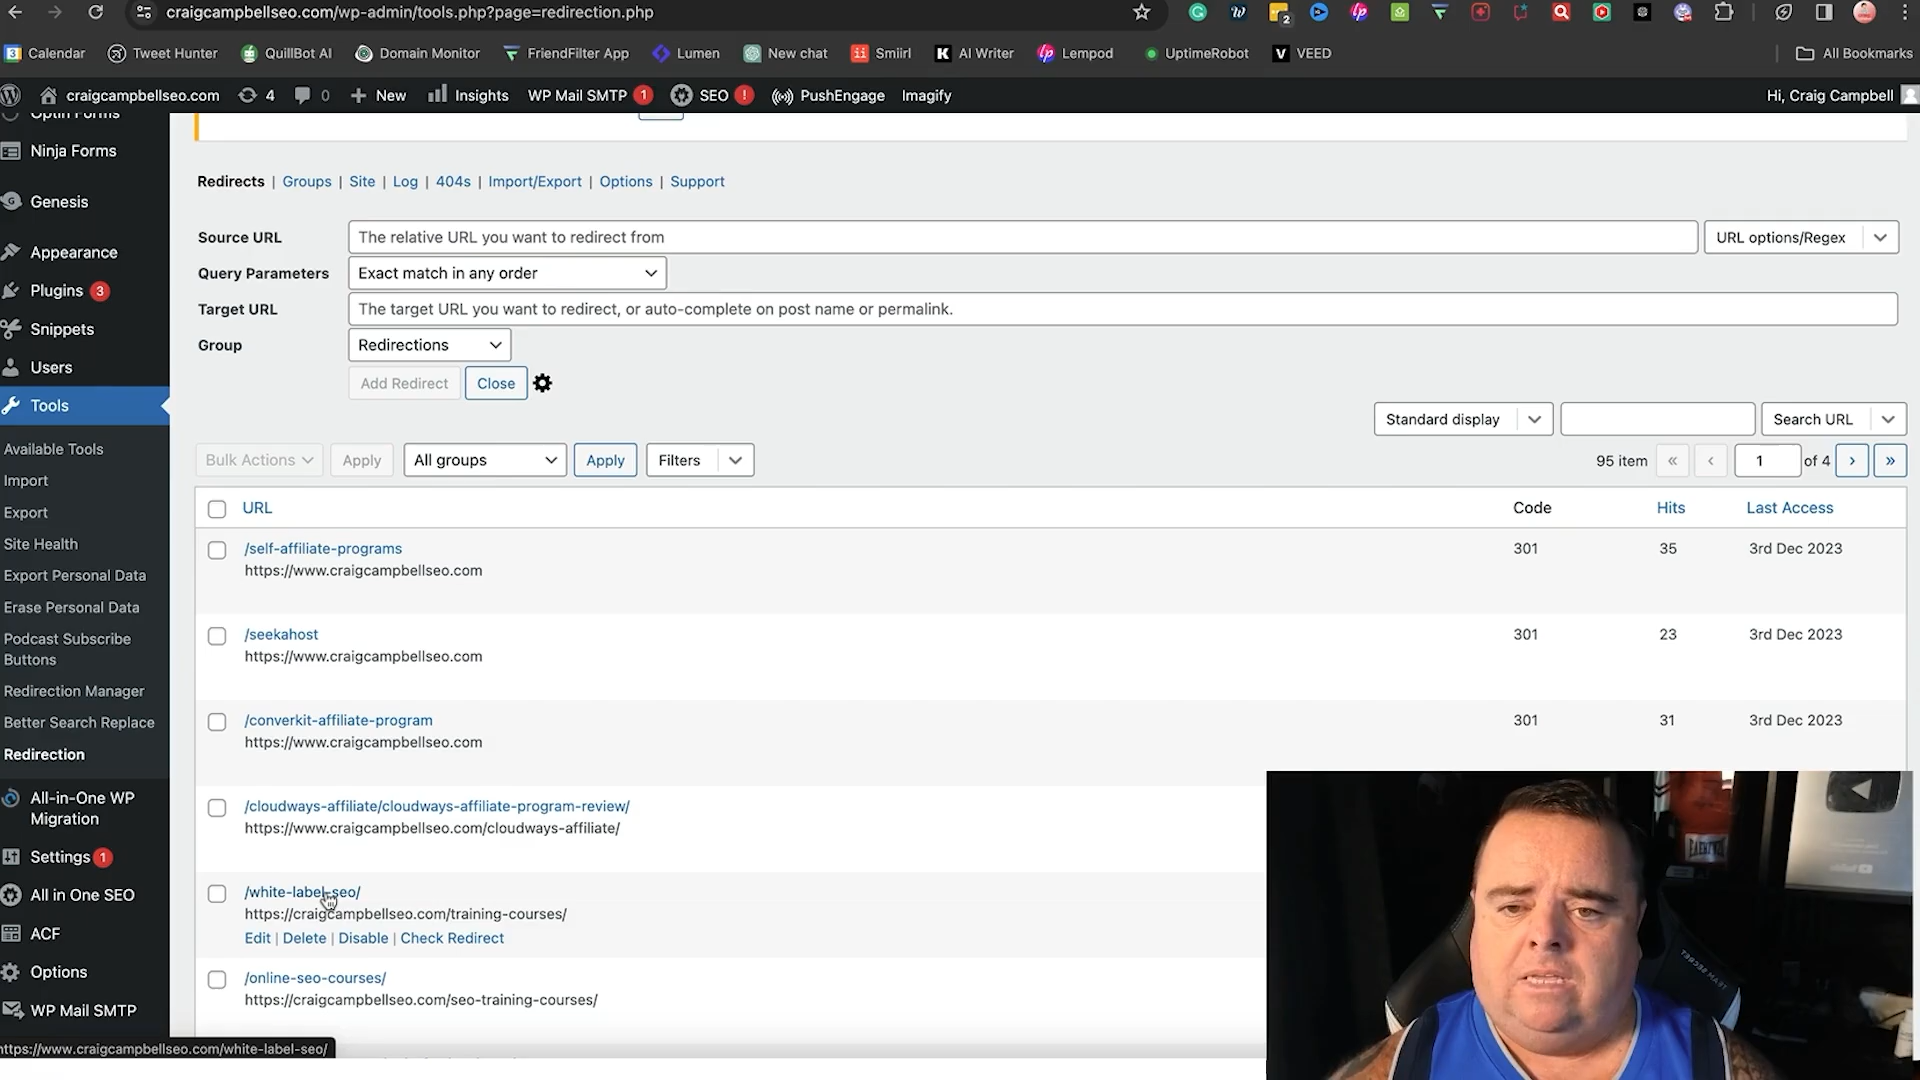 craigcampbellseo.com/wp-admin/tools.php?page=redirection.php
2
Calendar Tweet Hunter QuillBot AI Domain Monitor FriendFilter App Lumen New chat Smiirl AI Writer Lempod UptimeRobot VEED All Bookmarks
craigcampbellseo.com 4 0 New Insights WP Mail SMTP 1 SEO ! PushEngage Imagify Hi, Craig Campbell
Optin Forms
Ninja Forms
Genesis
Appearance
Plugins 3
Snippets
Users
Tools
Available Tools
Import
Export
Site Health
Export Personal Data
Erase Personal Data
Podcast Subscribe
Buttons
Redirection Manager
Better Search Replace
Redirection
All-in-One WP
Migration
Settings 1
All in One SEO
ACF
Options
WP Mail SMTP
Redirects | Groups | Site | Log | 404s | Import/Export | Options | Support
Source URL The relative URL you want to redirect from URL options/Regex
Query Parameters Exact match in any order
Target URL The target URL you want to redirect, or auto-complete on post name or permalink.
Group Redirections
Add Redirect Close
Standard display Search URL
Bulk Actions Apply All groups Apply Filters 95 item « ‹ 1 of 4 › »
URL Code Hits Last Access
/self-affiliate-programs 301 35 3rd Dec 2023
https://www.craigcampbellseo.com
/seekahost 301 23 3rd Dec 2023
https://www.craigcampbellseo.com
/converkit-affiliate-program 301 31 3rd Dec 2023
https://www.craigcampbellseo.com
/cloudways-affiliate/cloudways-affiliate-program-review/
https://www.craigcampbellseo.com/cloudways-affiliate/
/white-label-seo/
https://craigcampbellseo.com/training-courses/
Edit | Delete | Disable | Check Redirect
/online-seo-courses/
https://craigcampbellseo.com/seo-training-courses/
https://www.craigcampbellseo.com/white-label-seo/